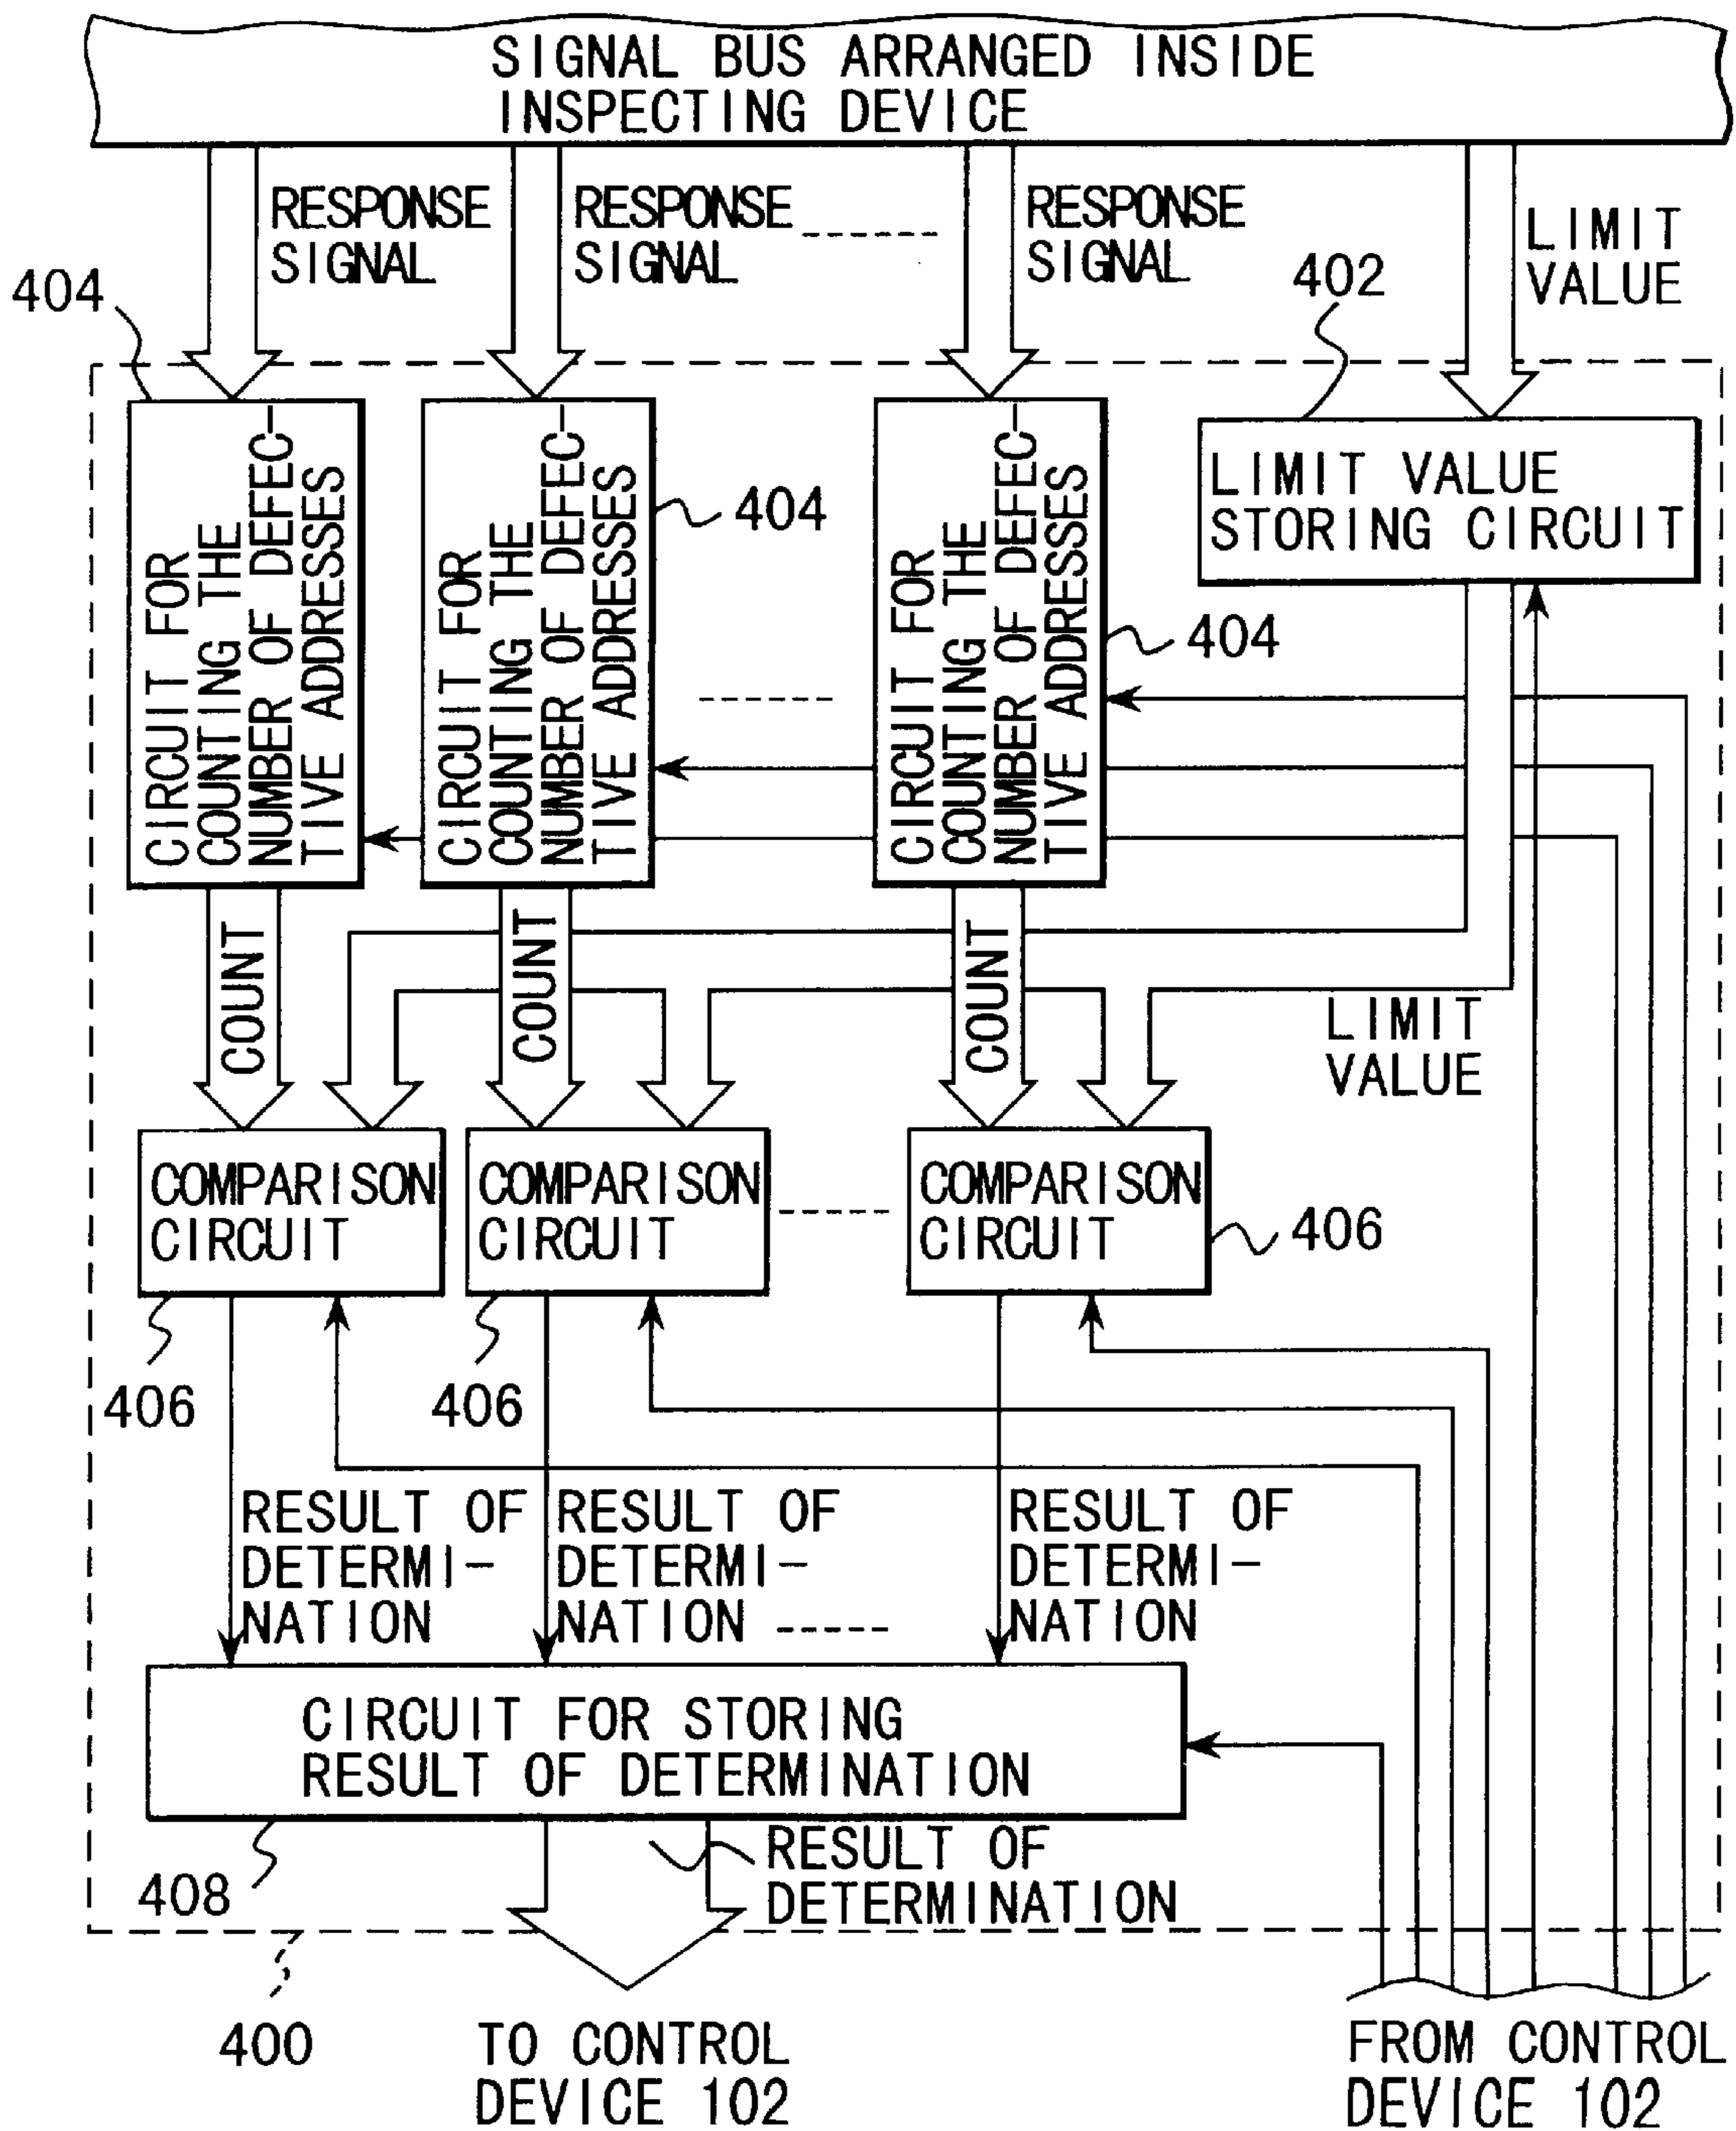 SIGNAL BUS ARRANGED INSIDE
INSPECTING DEVICE
RESPONSE
SIGNAL
RESPONSE
SIGNAL
RESPONSE
SIGNAL
LIMIT
VALUE
404
402
CIRCUIT FOR
COUNTING THE
NUMBER OF DEFEC-
TIVE ADDRESSES
CIRCUIT FOR
COUNTING THE
NUMBER OF DEFEC-
TIVE ADDRESSES
404
CIRCUIT FOR
COUNTING THE
NUMBER OF DEFEC-
TIVE ADDRESSES
404
LIMIT VALUE
STORING CIRCUIT
COUNT
COUNT
COUNT
LIMIT
VALUE
COMPARISON
CIRCUIT
COMPARISON
CIRCUIT
COMPARISON
CIRCUIT
406
406
406
RESULT OF
DETERMI-
NATION
RESULT OF
DETERMI-
NATION
RESULT OF
DETERMI-
NATION
CIRCUIT FOR STORING
RESULT OF DETERMINATION
408
RESULT OF
DETERMINATION
400
TO CONTROL
DEVICE 102
FROM CONTROL
DEVICE 102